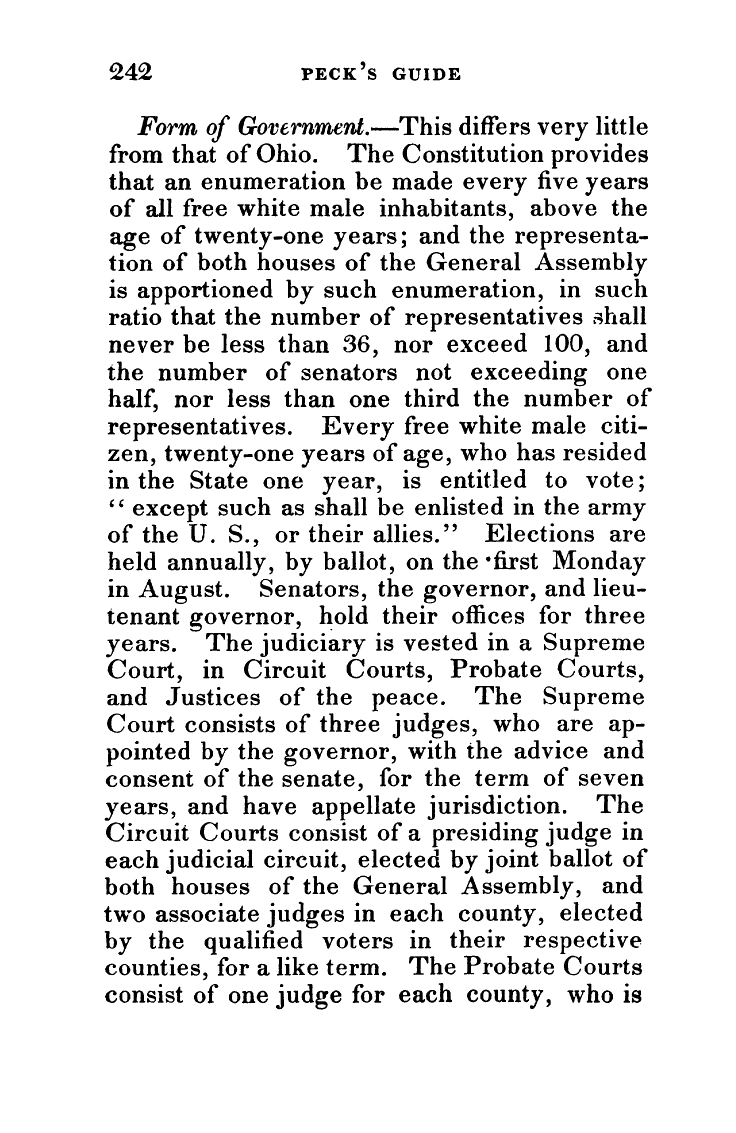 242 PECK'S GUIDE
Form of Government.—This differs very little
from that of Ohio. The Constitution provides
that an enumeration be made every five years
of all free white male inhabitants, above the
age of twenty-one years; and the representa-
tion of both houses of the General Assembly
is apportioned by such enumeration, in such
ratio that the number of representatives shall
never be less than 36, nor exceed 100, and
the number of senators not exceeding one
half, nor less than one third the number of
representatives. Every free white male citi-
zen, twenty-one years of age, who has resided
in the State one year, is entitled to vote;
"except such as shall be enlisted in the army
of the U. S., or their allies." Elections are
held annually, by ballot, on the first Monday
in August. Senators, the governor, and lieu-
tenant governor, hold their offices for three
years. The judiciary is vested in a Supreme
Court, in Circuit Courts, Probate Courts,
and Justices of the peace. The Supreme
Court consists of three judges, who are ap-
pointed by the governor, with the advice and
consent of the senate, for the term of seven
years, and have appellate jurisdiction. The
Circuit Courts consist of a presiding judge in
each judicial circuit, elected by joint ballot of
both houses of the General Assembly, and
two associate judges in each county, elected
by the qualified voters in their respective
counties, for a like term. The Probate Courts
consist of one judge for each county, who is